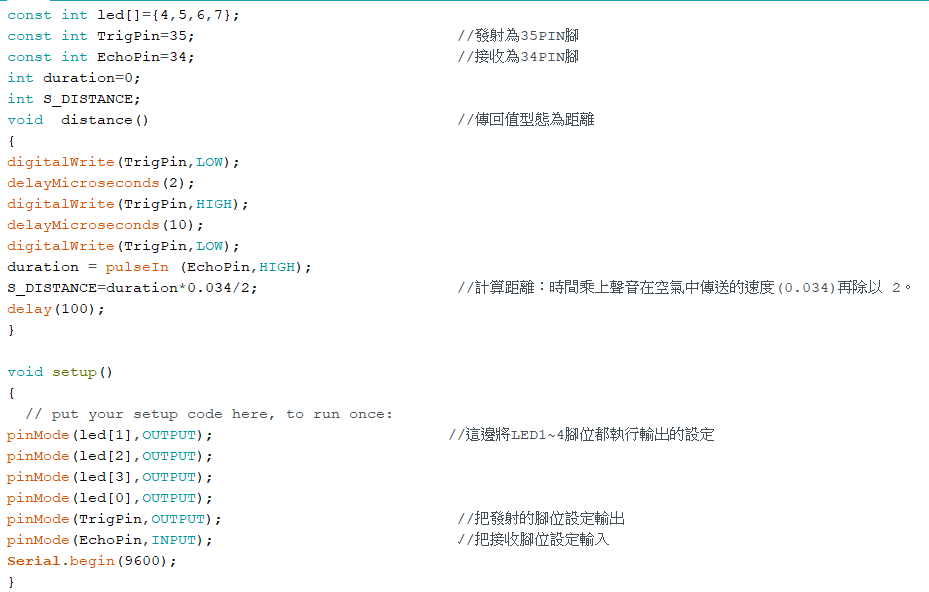 const int led[]={4,5,6,7};
const int TrigPin=35; //發射為35PIN腳
const int EchoPin=34; //接收為34PIN腳
int duration=0;
int S_DISTANCE;
void  distance() //傳回值型態為距離
{
digitalWrite(TrigPin,LOW);
delayMicroseconds(2);
digitalWrite(TrigPin,HIGH);
delayMicroseconds(10);
digitalWrite(TrigPin,LOW);
duration = pulseIn (EchoPin,HIGH);
S_DISTANCE=duration*0.034/2; //計算距離：時間乘上聲音在空氣中傳送的速度(0.034)再除以 2。
delay(100);
}
void setup()
{
// put your setup code here, to run once:
pinMode(led[1],OUTPUT); //這邊將LED1~4腳位都執行輸出的設定
pinMode(led[2],OUTPUT);
pinMode(led[3],OUTPUT);
pinMode(led[0],OUTPUT);
pinMode(TrigPin,OUTPUT); //把發射的腳位設定輸出
pinMode(EchoPin,INPUT); //把接收腳位設定輸入
Serial.begin(9600);
}